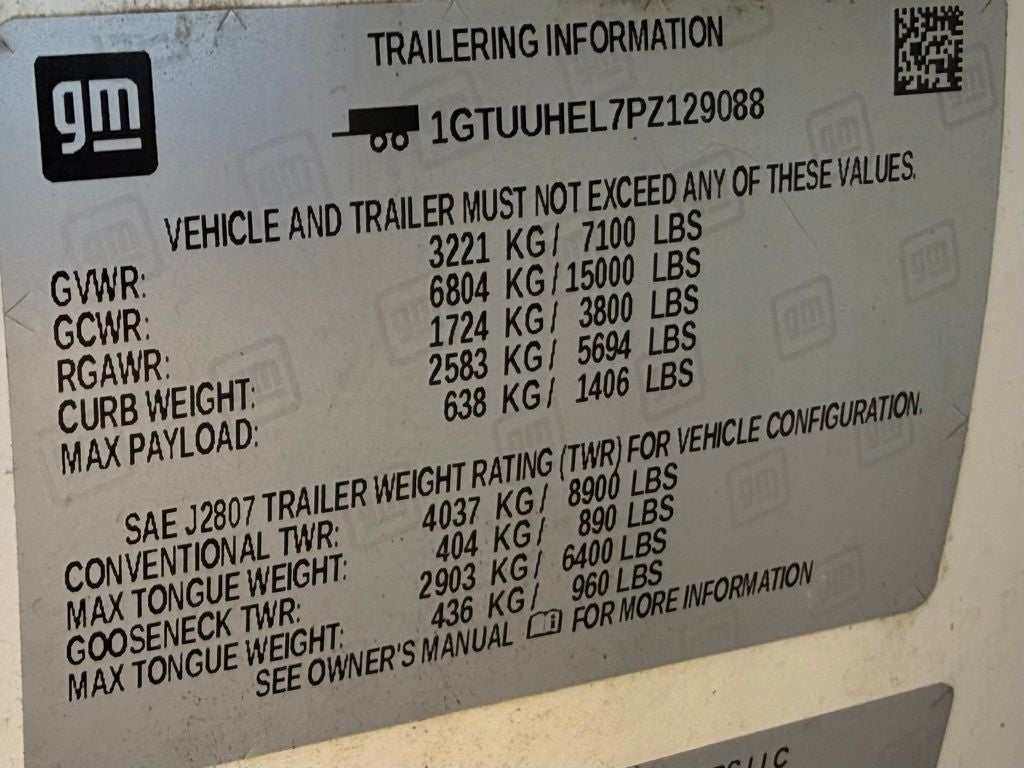 gm
TRAILERING INFORMATION
1GTUUHEL7PZ129088
VEHICLE AND TRAILER MUST NOT EXCEED ANY OF THESE VALUES.
GVWR: 3221 KG/ 7100 LBS
GCWR: 6804 KG/ 15000 LBS
RGAWR: 1724 KG/ 3800 LBS
CURB WEIGHT: 2583 KG/ 5694 LBS
MAX PAYLOAD: 638 KG/ 1406 LBS
SAE J2807 TRAILER WEIGHT RATING (TWR) FOR VEHICLE CONFIGURATION.
CONVENTIONAL TWR: 4037 KG/ 8900 LBS
MAX TONGUE WEIGHT: 404 KG/ 890 LBS
GOOSENECK TWR: 2903 KG/ 6400 LBS
MAX TONGUE WEIGHT: 436 KG/ 960 LBS
SEE OWNER'S MANUAL i FOR MORE INFORMATION
LLC